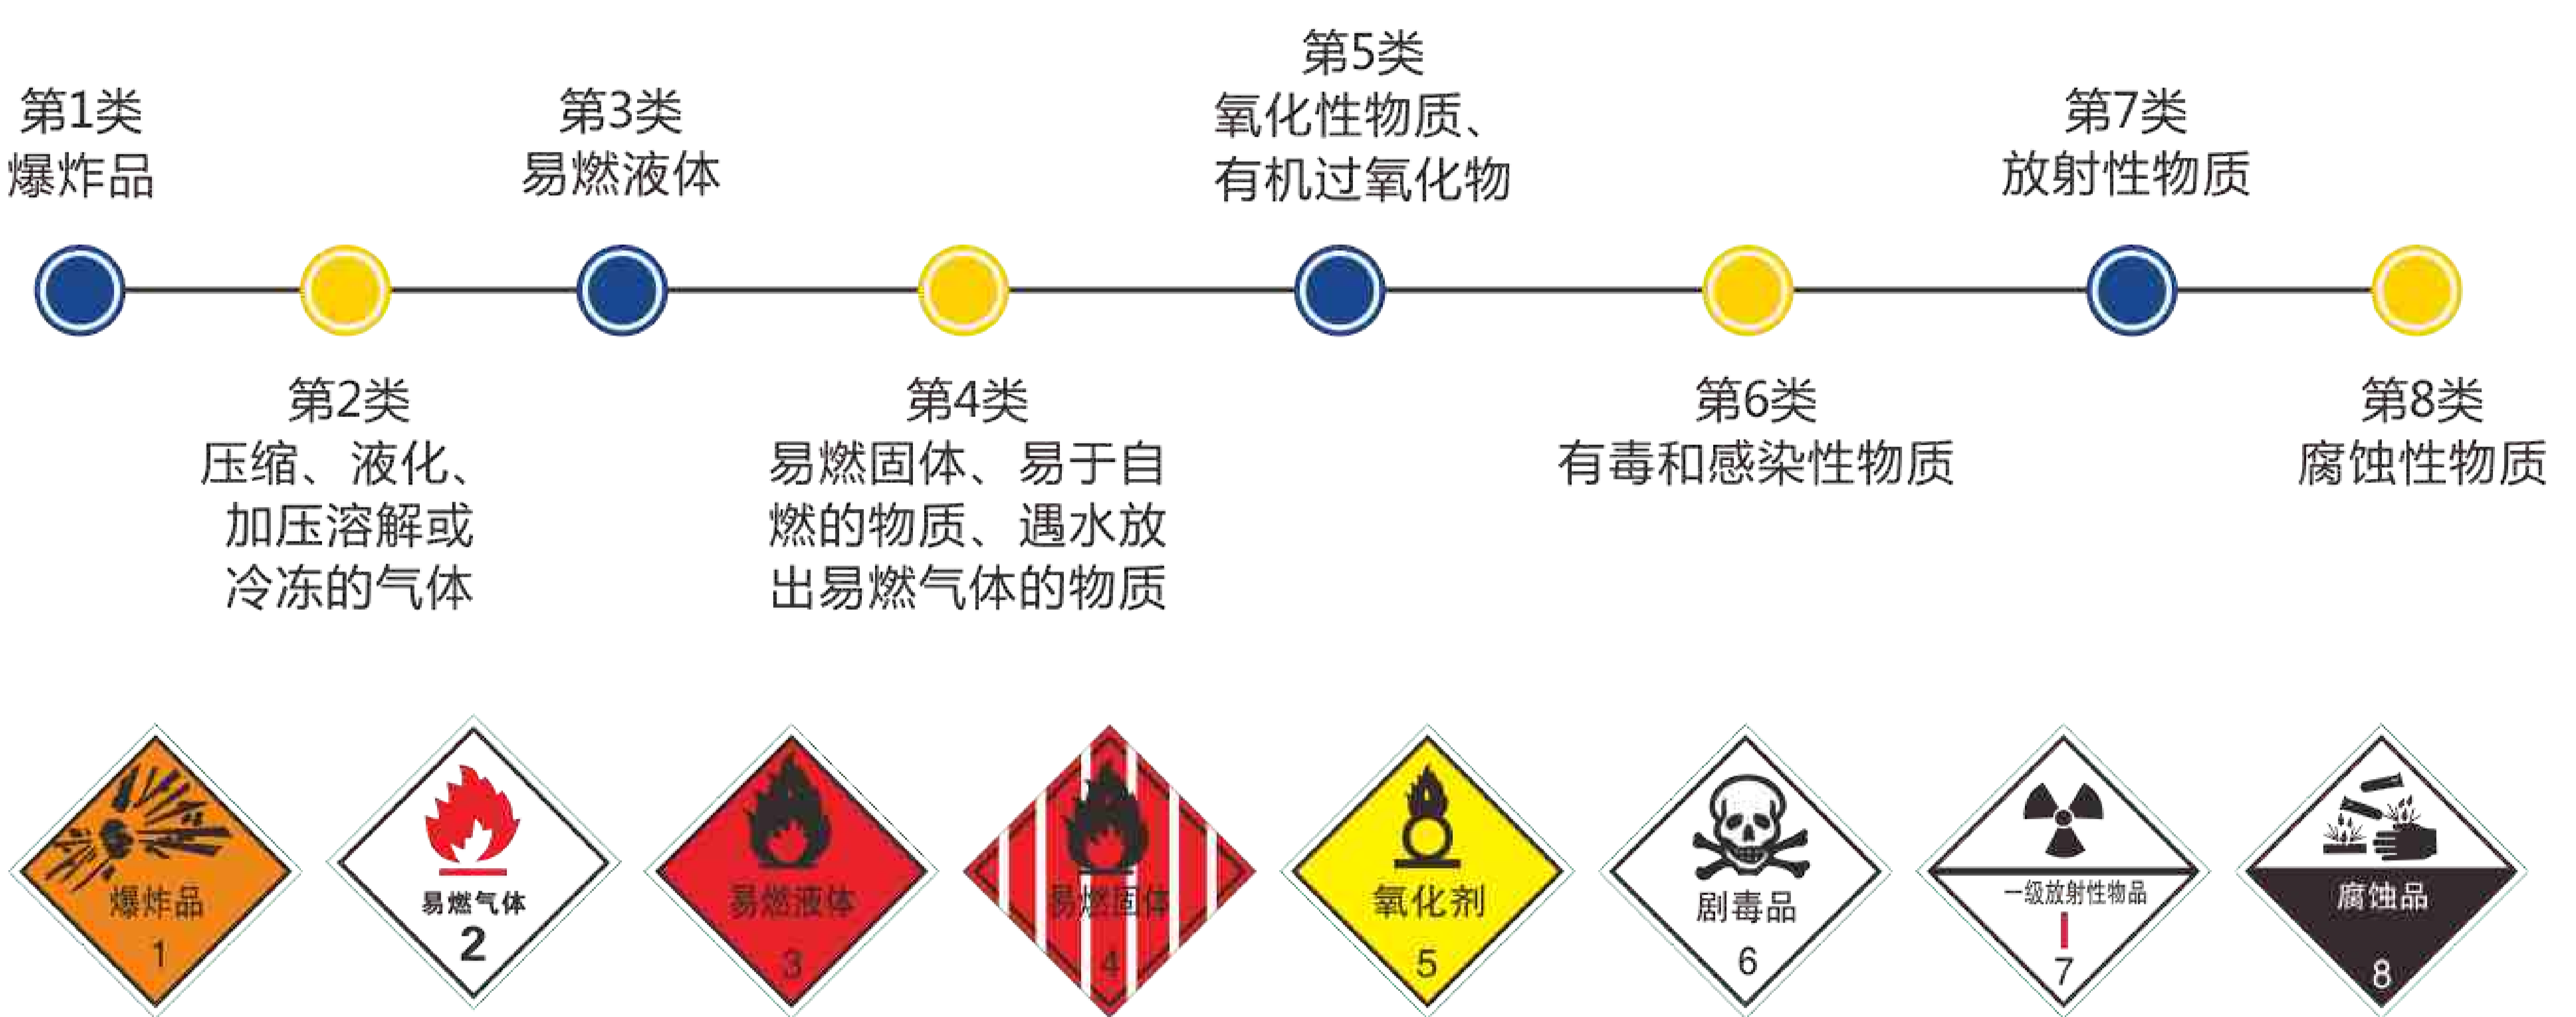 第1类
爆炸品
第2类
压缩、液化、
加压溶解或
冷冻的气体
第3类
易燃液体
第4类
易燃固体、易于自
燃的物质、遇水放
出易燃气体的物质
第5类
氧化性物质、
有机过氧化物
第6类
有毒和感染性物质
第7类
放射性物质
第8类
腐蚀性物质
爆炸品
1
易燃气体
2
易燃液体
3
易燃固体
4
氧化剂
5
剧毒品
6
一级放射性物品
I
7
腐蚀品
8